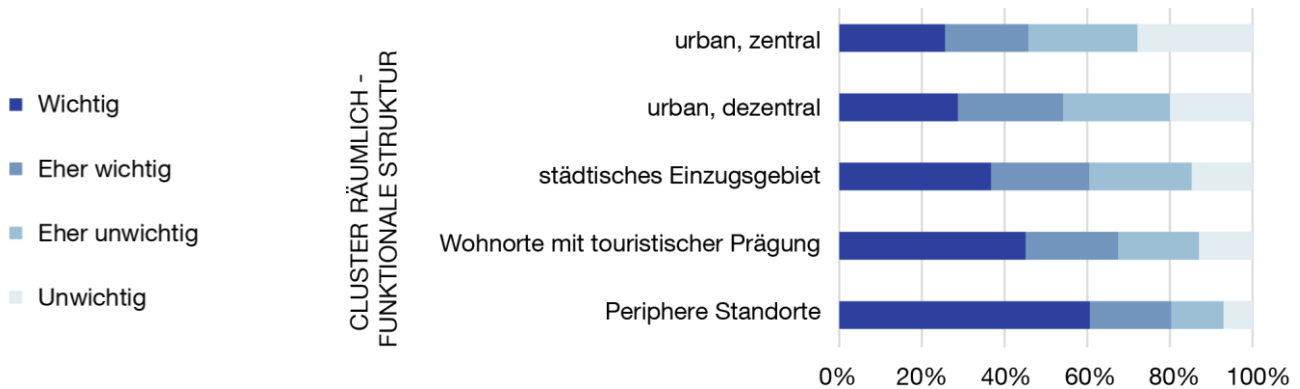 Wichtig
Eher wichtig
Eher unwichtig
Unwichtig
CLUSTER RÄUMLICH -
FUNKTIONALE STRUKTUR
urban, zentral
urban, dezentral
städtisches Einzugsgebiet
Wohnorte mit touristischer Prägung
Periphere Standorte
0% 20% 40% 60% 80% 100%